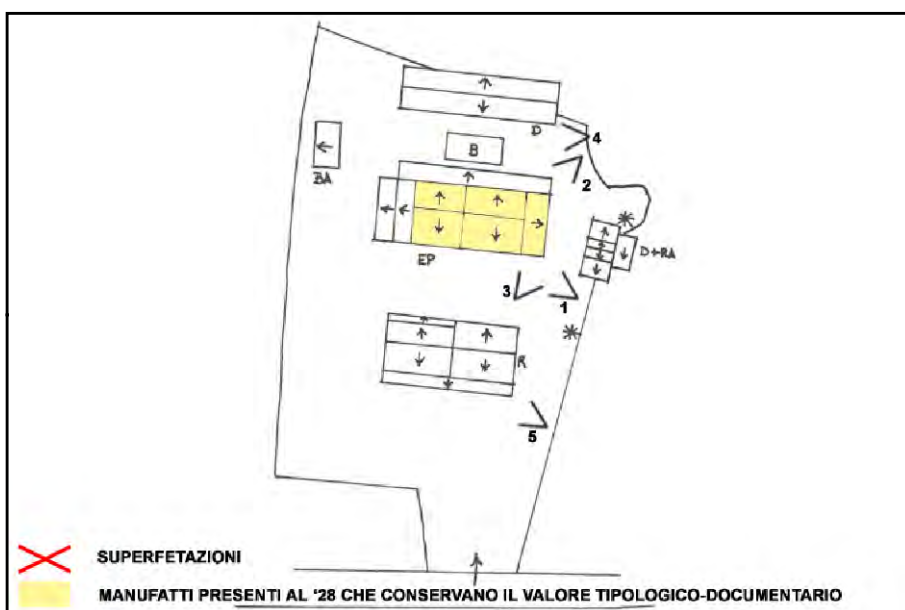 D
4
B
2
BA
EP
D+RA
3
1
R
5
SUPERFETAZIONI
MANUFATTI PRESENTI AL '28 CHE CONSERVANO IL VALORE TIPOLOGICO-DOCUMENTARIO